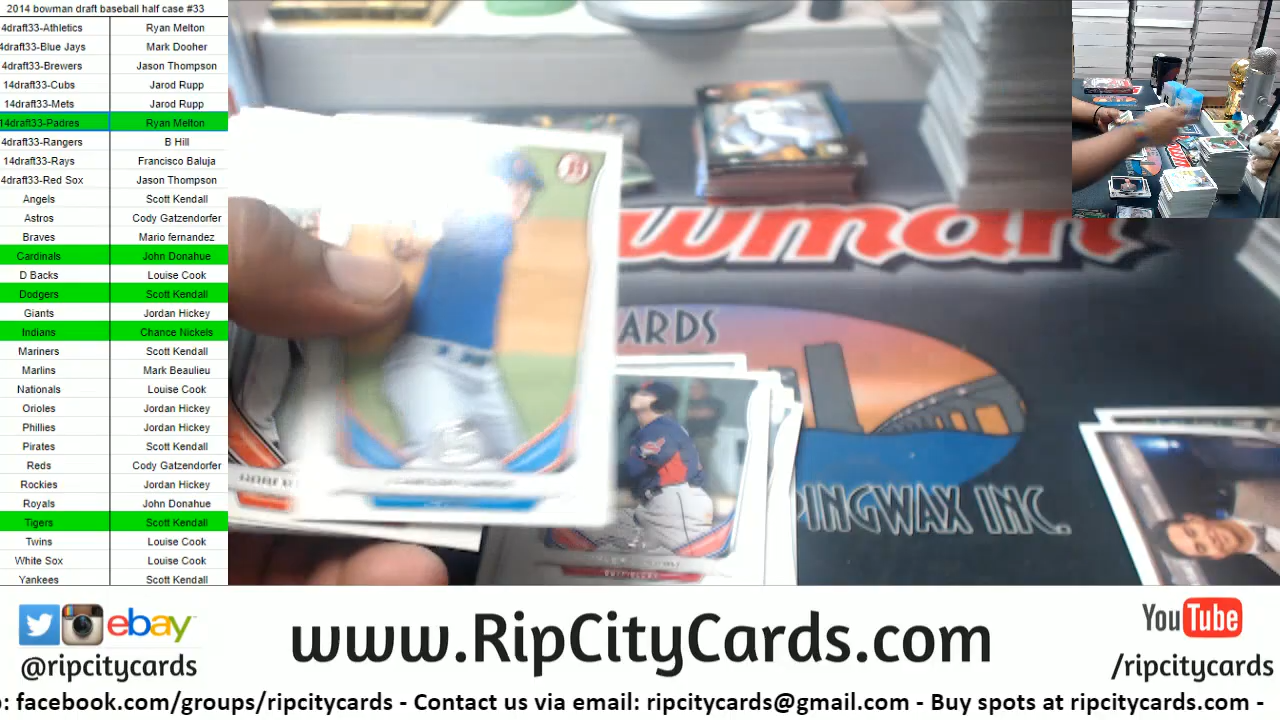 2014 bowman draft baseball half case #33
4draft33-Athletics Ryan Melton
4draft33-Blue Jays Mark Dooher
4draft33-Brewers Jason Thompson
14draft33-Cubs Jarod Rupp
14draft33-Mets Jarod Rupp
14draft33-Padres Ryan Melton
4draft33-Rangers B Hill
14draft33-Rays Francisco Baluja
4draft33-Red Sox Jason Thompson
Angels Scott Kendall
Astros Cody Gatzendorfer
Braves Mario fernandez
Cardinals John Donahue
D Backs Louise Cook
Dodgers Scott Kendall
Giants Jordan Hickey
Indians Chance Nickels
Mariners Scott Kendall
Marlins Mark Beaulieu
Nationals Louise Cook
Orioles Jordan Hickey
Phillies Jordan Hickey
Pirates Scott Kendall
Reds Cody Gatzendorfer
Rockies Jordan Hickey
Royals John Donahue
Tigers Scott Kendall
Twins Louise Cook
White Sox Louise Cook
Yankees Scott Kendall
owman
ARDS
PINGWAX INC.
ebay
@ripcitycards
www.RipCityCards.com
YouTube
/ripcitycards
: facebook.com/groups/ripcitycards - Contact us via email: ripcitycards@gmail.com - Buy spots at ripcitycards.com -